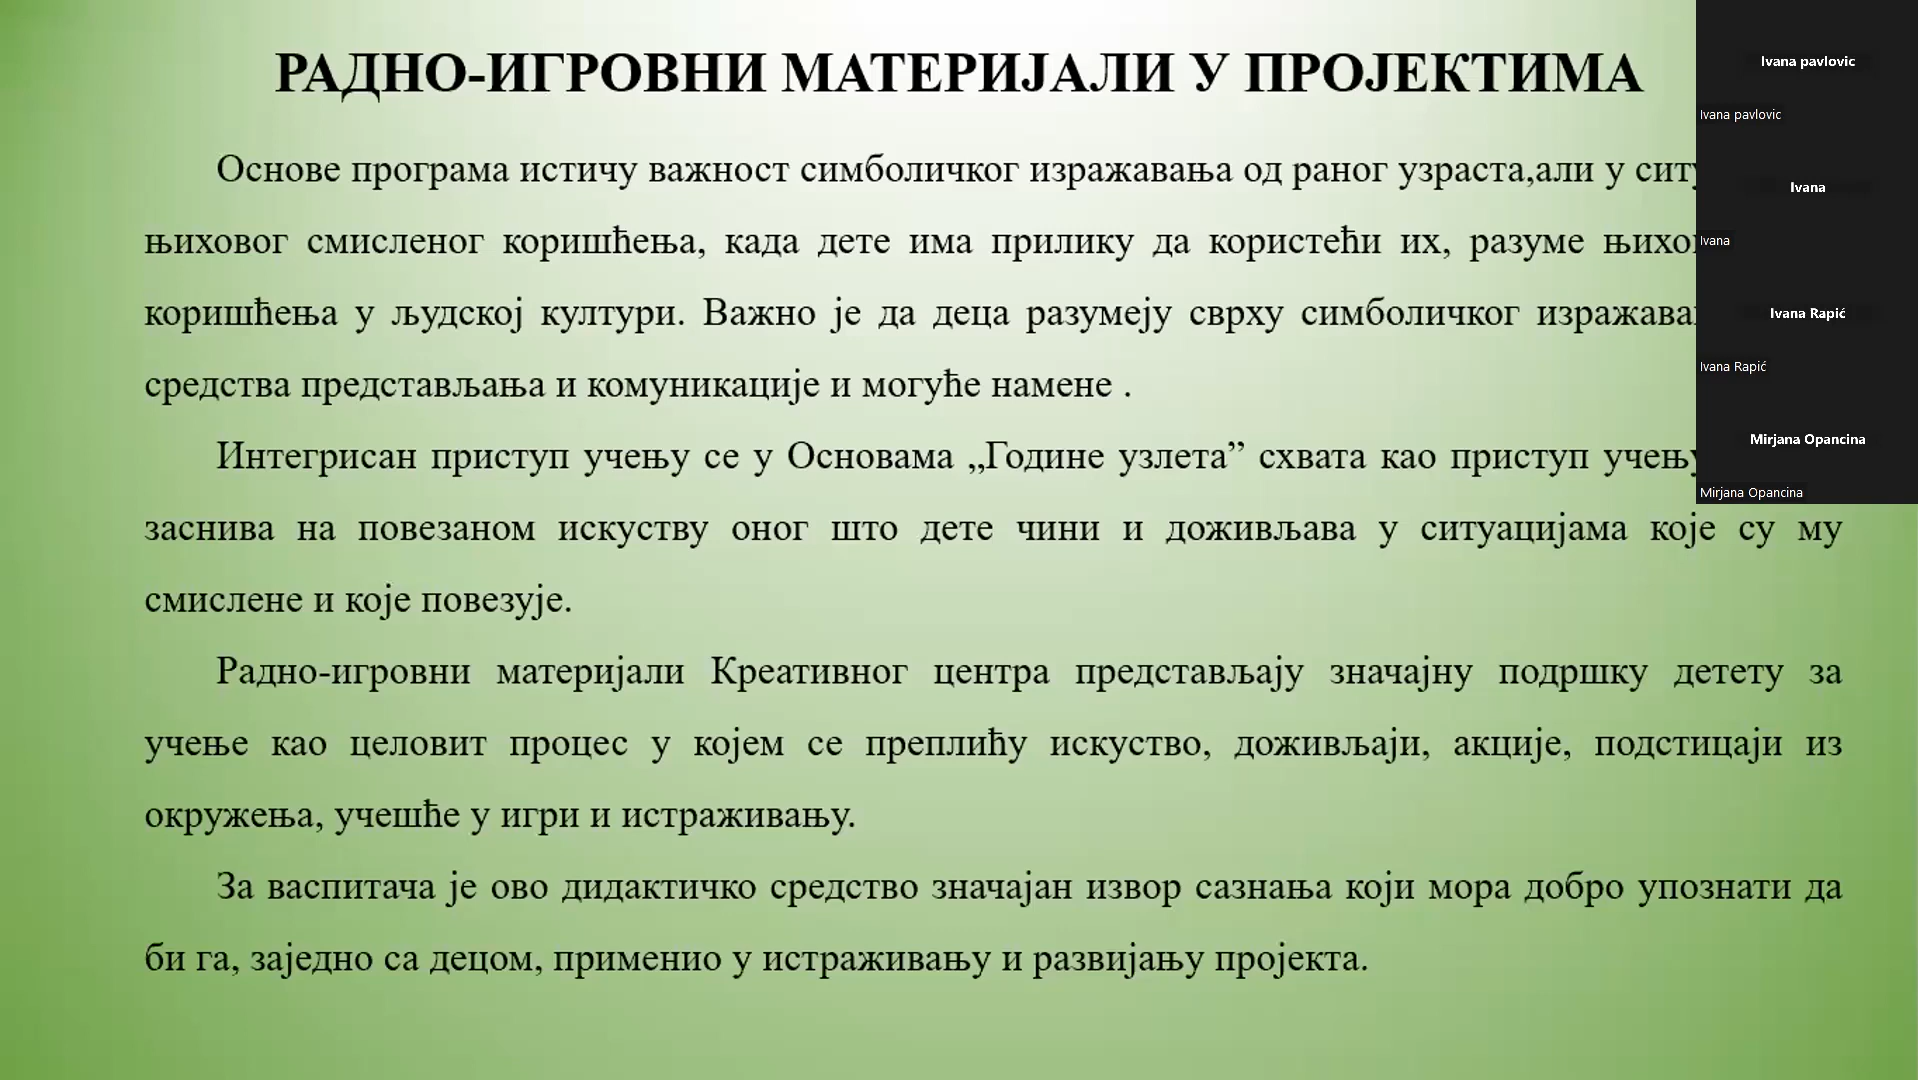 РАДНО-ИГРОВНИ МАТЕРИЈАЛИ У ПРОЈЕКТИМА
Основе програма истичу важност симболичког изражавања од раног узраста,али у
њиховог смисленог коришћења, када дете има прилику да користећи их, разуме
коришћења у људској култури. Важно је да деца разумеју сврху симболичког
средства представљања и комуникације и могуће намене .
Интегрисан приступ учењу се у Основама „Године узлета” схвата као приступ учењу
заснива на повезаном искуству оног што дете чини и доживљава у ситуацијама које су му
смислене и које повезује.
Радно-игровни материјали Креативног центра представљају значајну подршку детету за
учење као целовит процес у којем се преплићу искуство, доживљаји, акције, подстицаји из
окружења, учешће у игри и истраживању.
За васпитача је ово дидактичко средство значајан извор сазнања који мора добро упознати да
би га, заједно са децом, применио у истраживању и развијању пројекта.
Ivana pavlovic
Ivana pavlovic
Ivana
Ivana
Ivana Rapić
Ivana Rapić
Mirjana Opancina
Mirjana Opancina